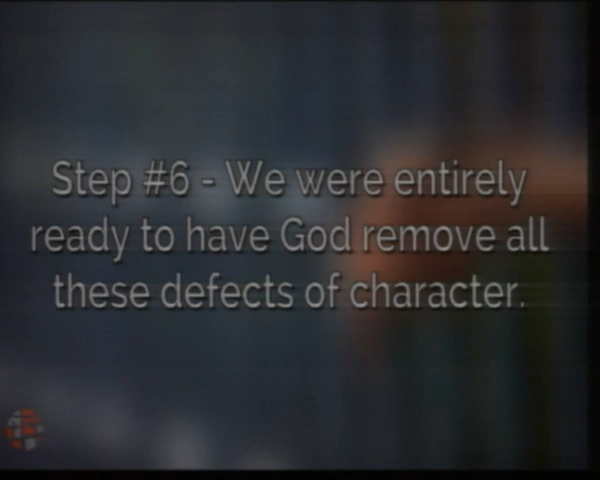 Step #6 - We were entirely
ready to have God remove all
these defects of character.